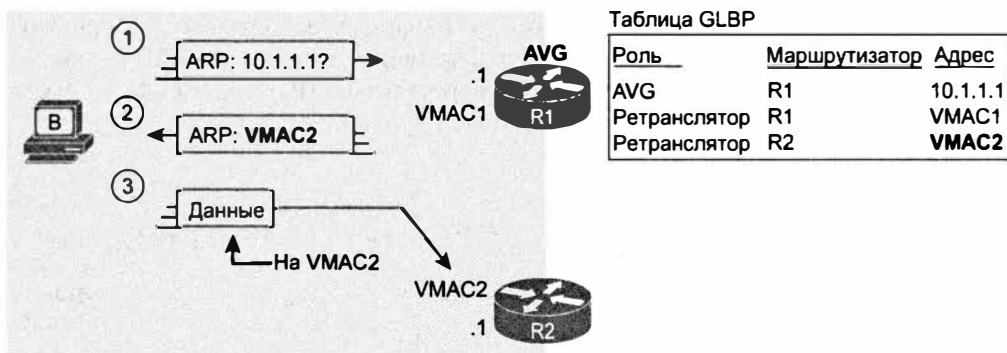 Таблица GLBP
Роль Маршрутизатор Адрес
AVG R1 10.1.1.1
Ретранслятор R1 VMAC1
Ретранслятор R2 VMAC2
1
ARP: 10.1.1.1?
AVG
.1
VMAC1
R1
B
2
ARP: VMAC2
3
Данные
На VMAC2
VMAC2
.1
R2